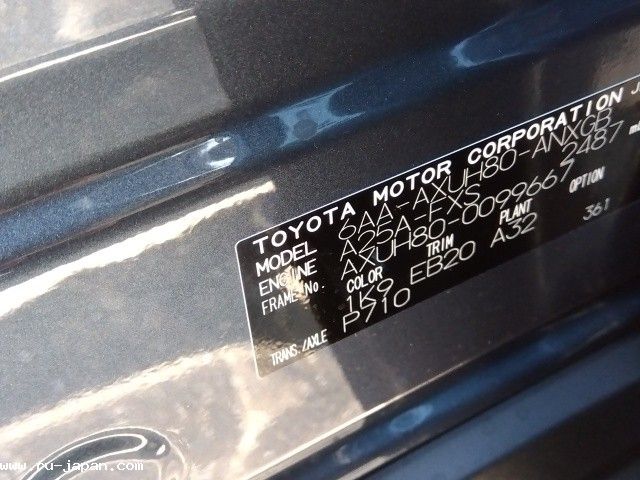 TOYOTA MOTOR CORPORATION
MODEL 6AA-AXUH80-ANXGB
ENGINE A25A-FXS 2487
FRAME No. AXUH80-0099667
COLOR TRIM PLANT OPTION
1K9 EB20 A32 361
TRANS./AXLE P710
www.ru-japan.com